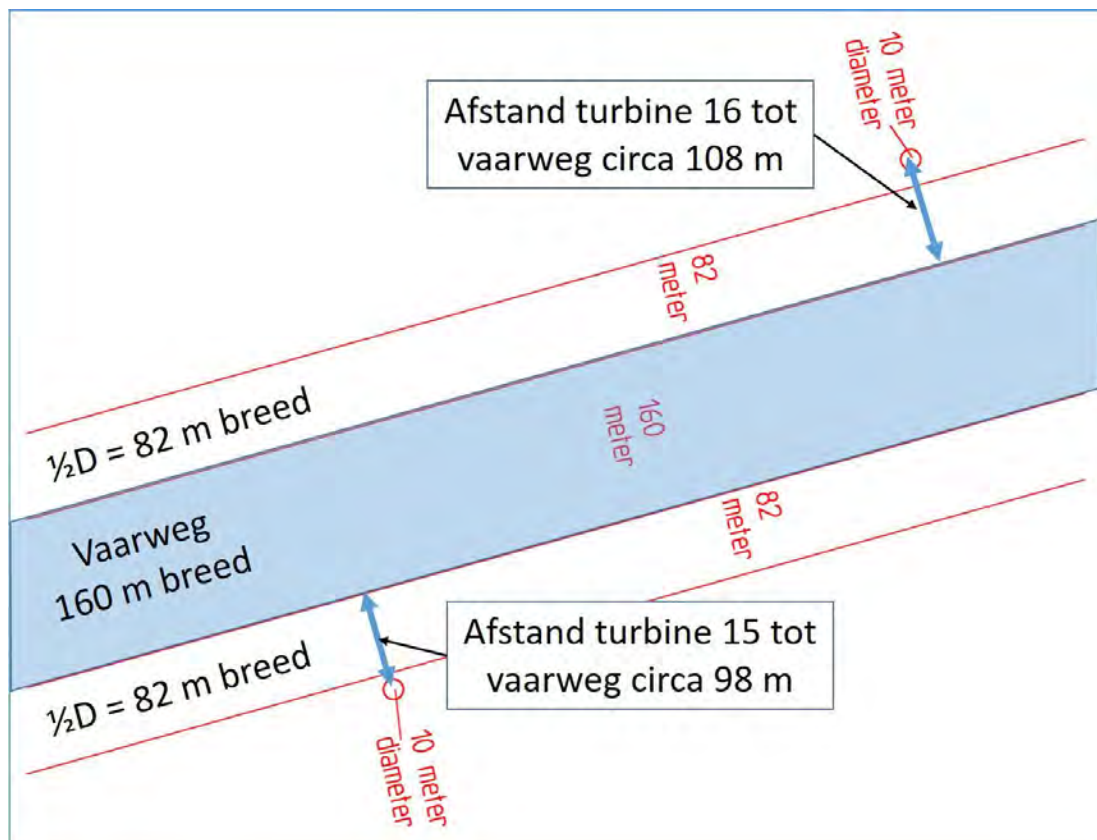 10 meter
diameter
Afstand turbine 16 tot
vaarweg circa 108 m
82
meter
½D = 82 m breed
160
meter
Vaarweg
160 m breed
82
meter
Afstand turbine 15 tot
vaarweg circa 98 m
½D = 82 m breed
10 meter
diameter